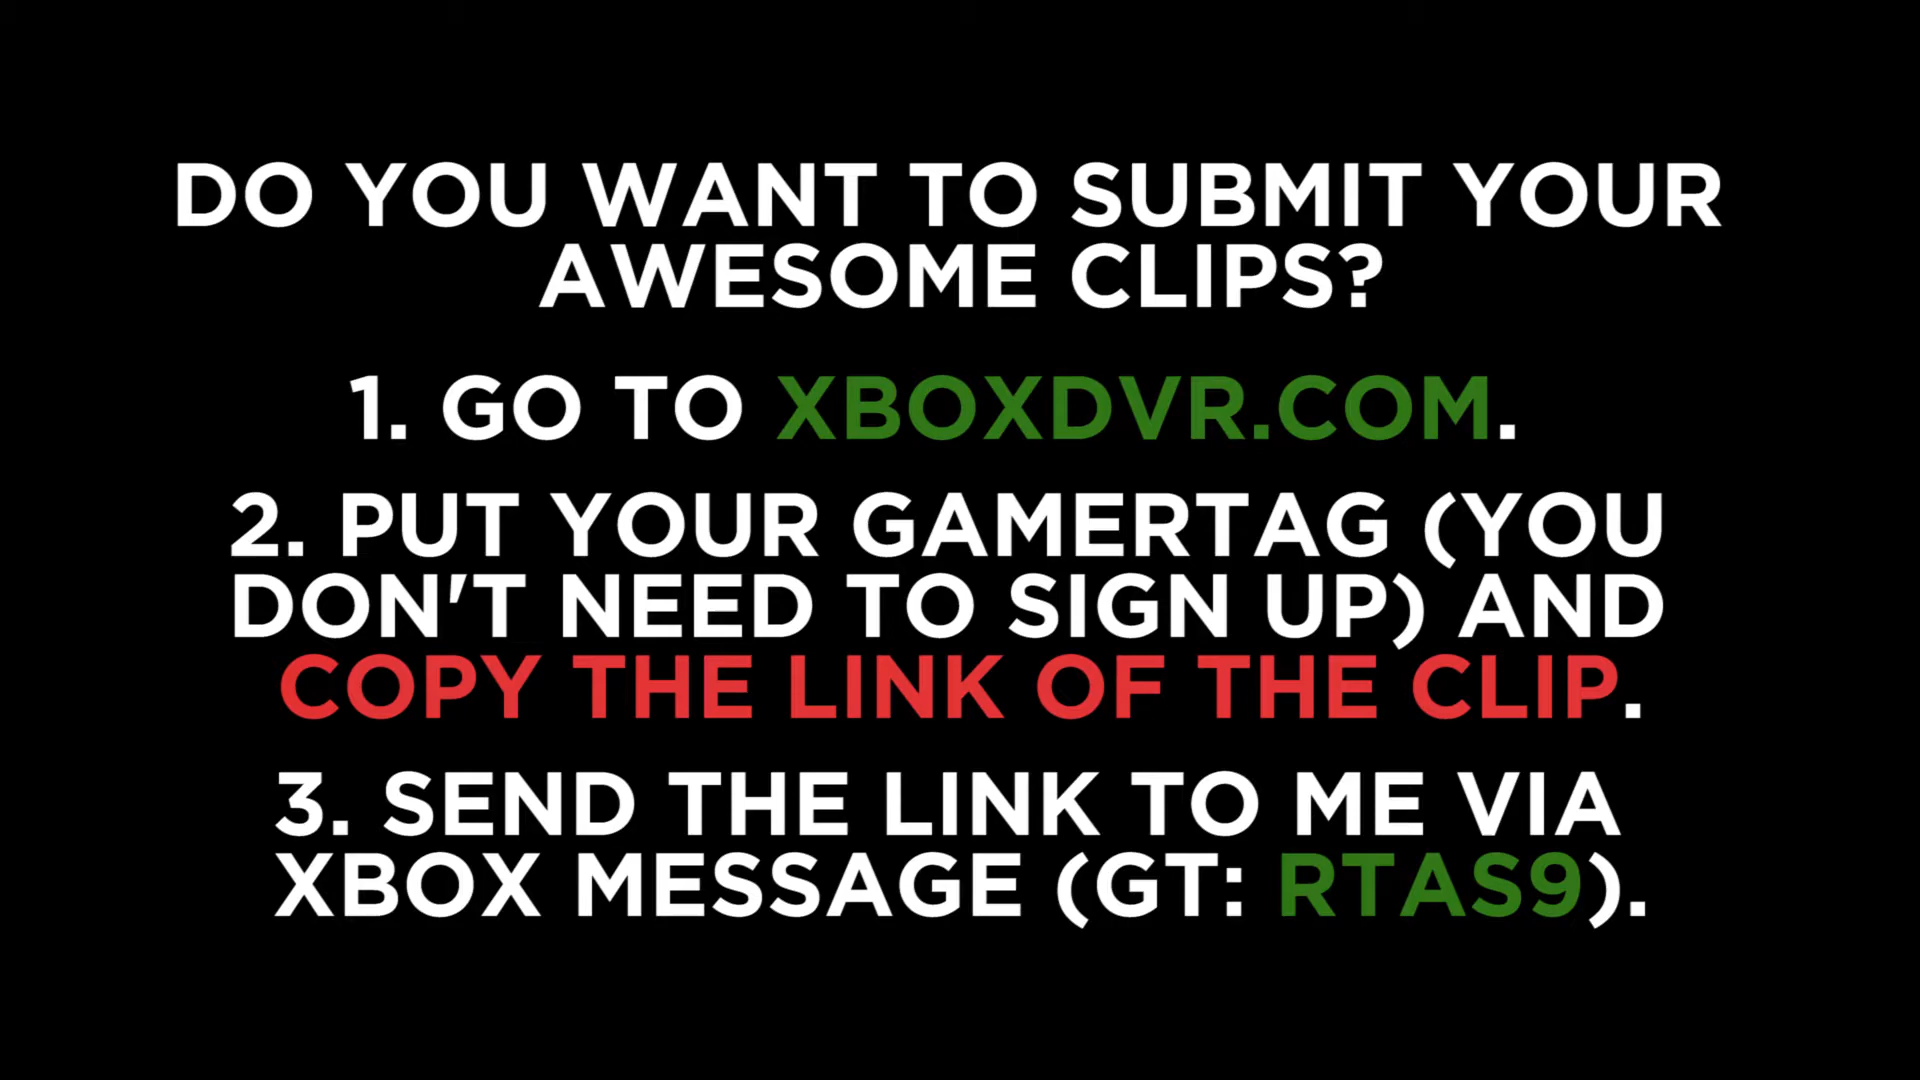 DO YOU WANT TO SUBMIT YOUR
AWESOME CLIPS?
1. GO TO XBOXDVR.COM.
2. PUT YOUR GAMERTAG (YOU
DON'T NEED TO SIGN UP) AND
COPY THE LINK OF THE CLIP.
3. SEND THE LINK TO ME VIA
XBOX MESSAGE (GT: RTAS9).